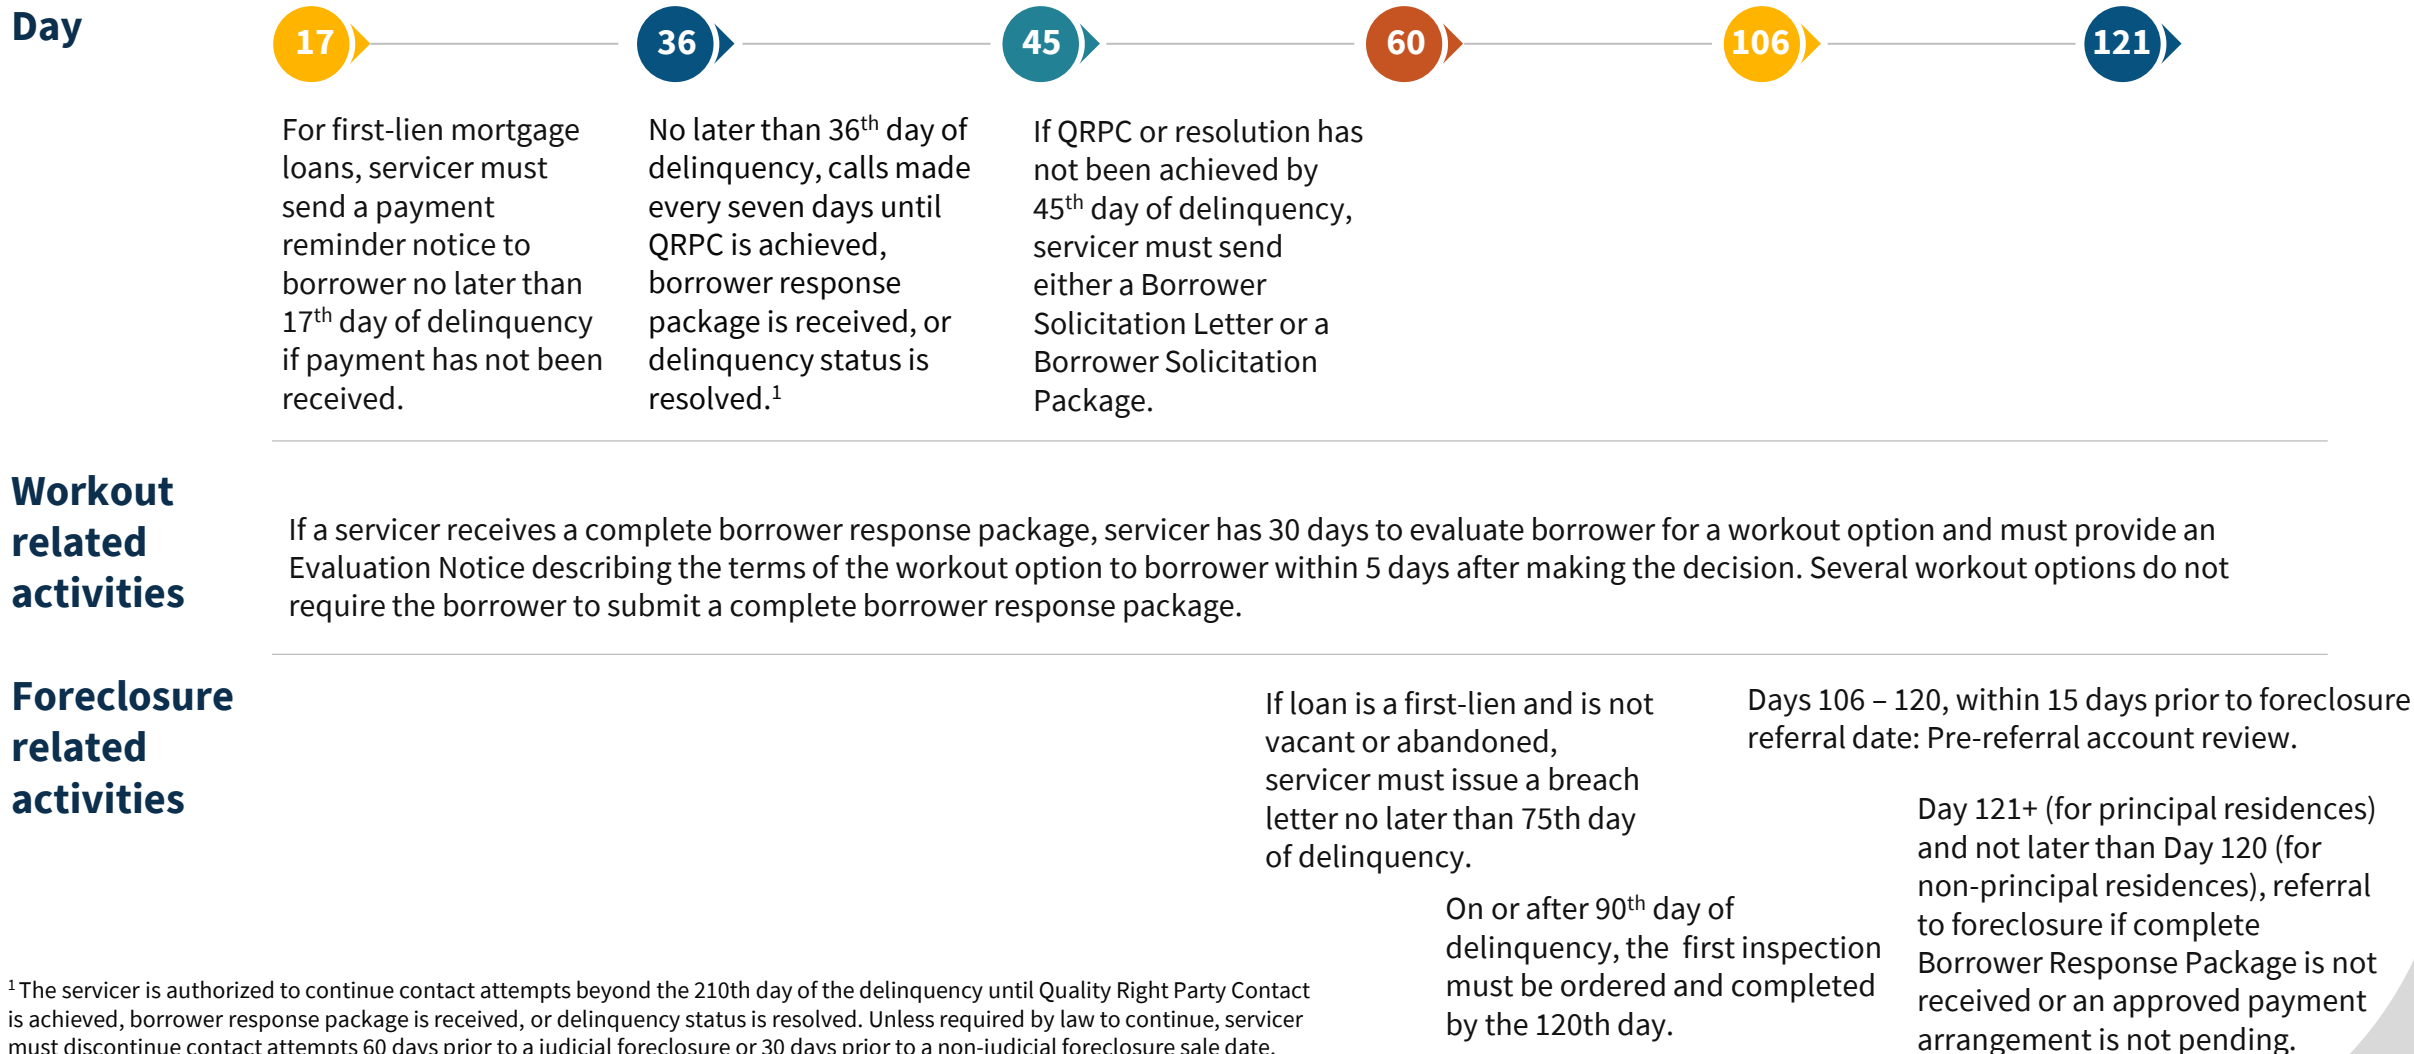 Day
17
36
45
60
106
121
For first-lien mortgage
loans, servicer must
send a payment
reminder notice to
borrower no later than
17th day of delinquency
if payment has not been
received.
No later than 36th day of
delinquency, calls made
every seven days until
QRPC is achieved,
borrower response
package is received, or
delinquency status is
resolved.1
If QRPC or resolution has
not been achieved by
45th day of delinquency,
servicer must send
either a Borrower
Solicitation Letter or a
Borrower Solicitation
Package.
Workout
related
activities
If a servicer receives a complete borrower response package, servicer has 30 days to evaluate borrower for a workout option and must provide an
Evaluation Notice describing the terms of the workout option to borrower within 5 days after making the decision. Several workout options do not
require the borrower to submit a complete borrower response package.
Foreclosure
related
activities
If loan is a first-lien and is not
vacant or abandoned,
servicer must issue a breach
letter no later than 75th day
of delinquency.
On or after 90th day of
delinquency, the first inspection
must be ordered and completed
by the 120th day.
Days 106 – 120, within 15 days prior to foreclosure
referral date: Pre-referral account review.
Day 121+ (for principal residences)
and not later than Day 120 (for
non-principal residences), referral
to foreclosure if complete
Borrower Response Package is not
received or an approved payment
arrangement is not pending.
1 The servicer is authorized to continue contact attempts beyond the 210th day of the delinquency until Quality Right Party Contact
is achieved, borrower response package is received, or delinquency status is resolved. Unless required by law to continue, servicer
must discontinue contact attempts 60 days prior to a judicial foreclosure or 30 days prior to a non-judicial foreclosure sale date.